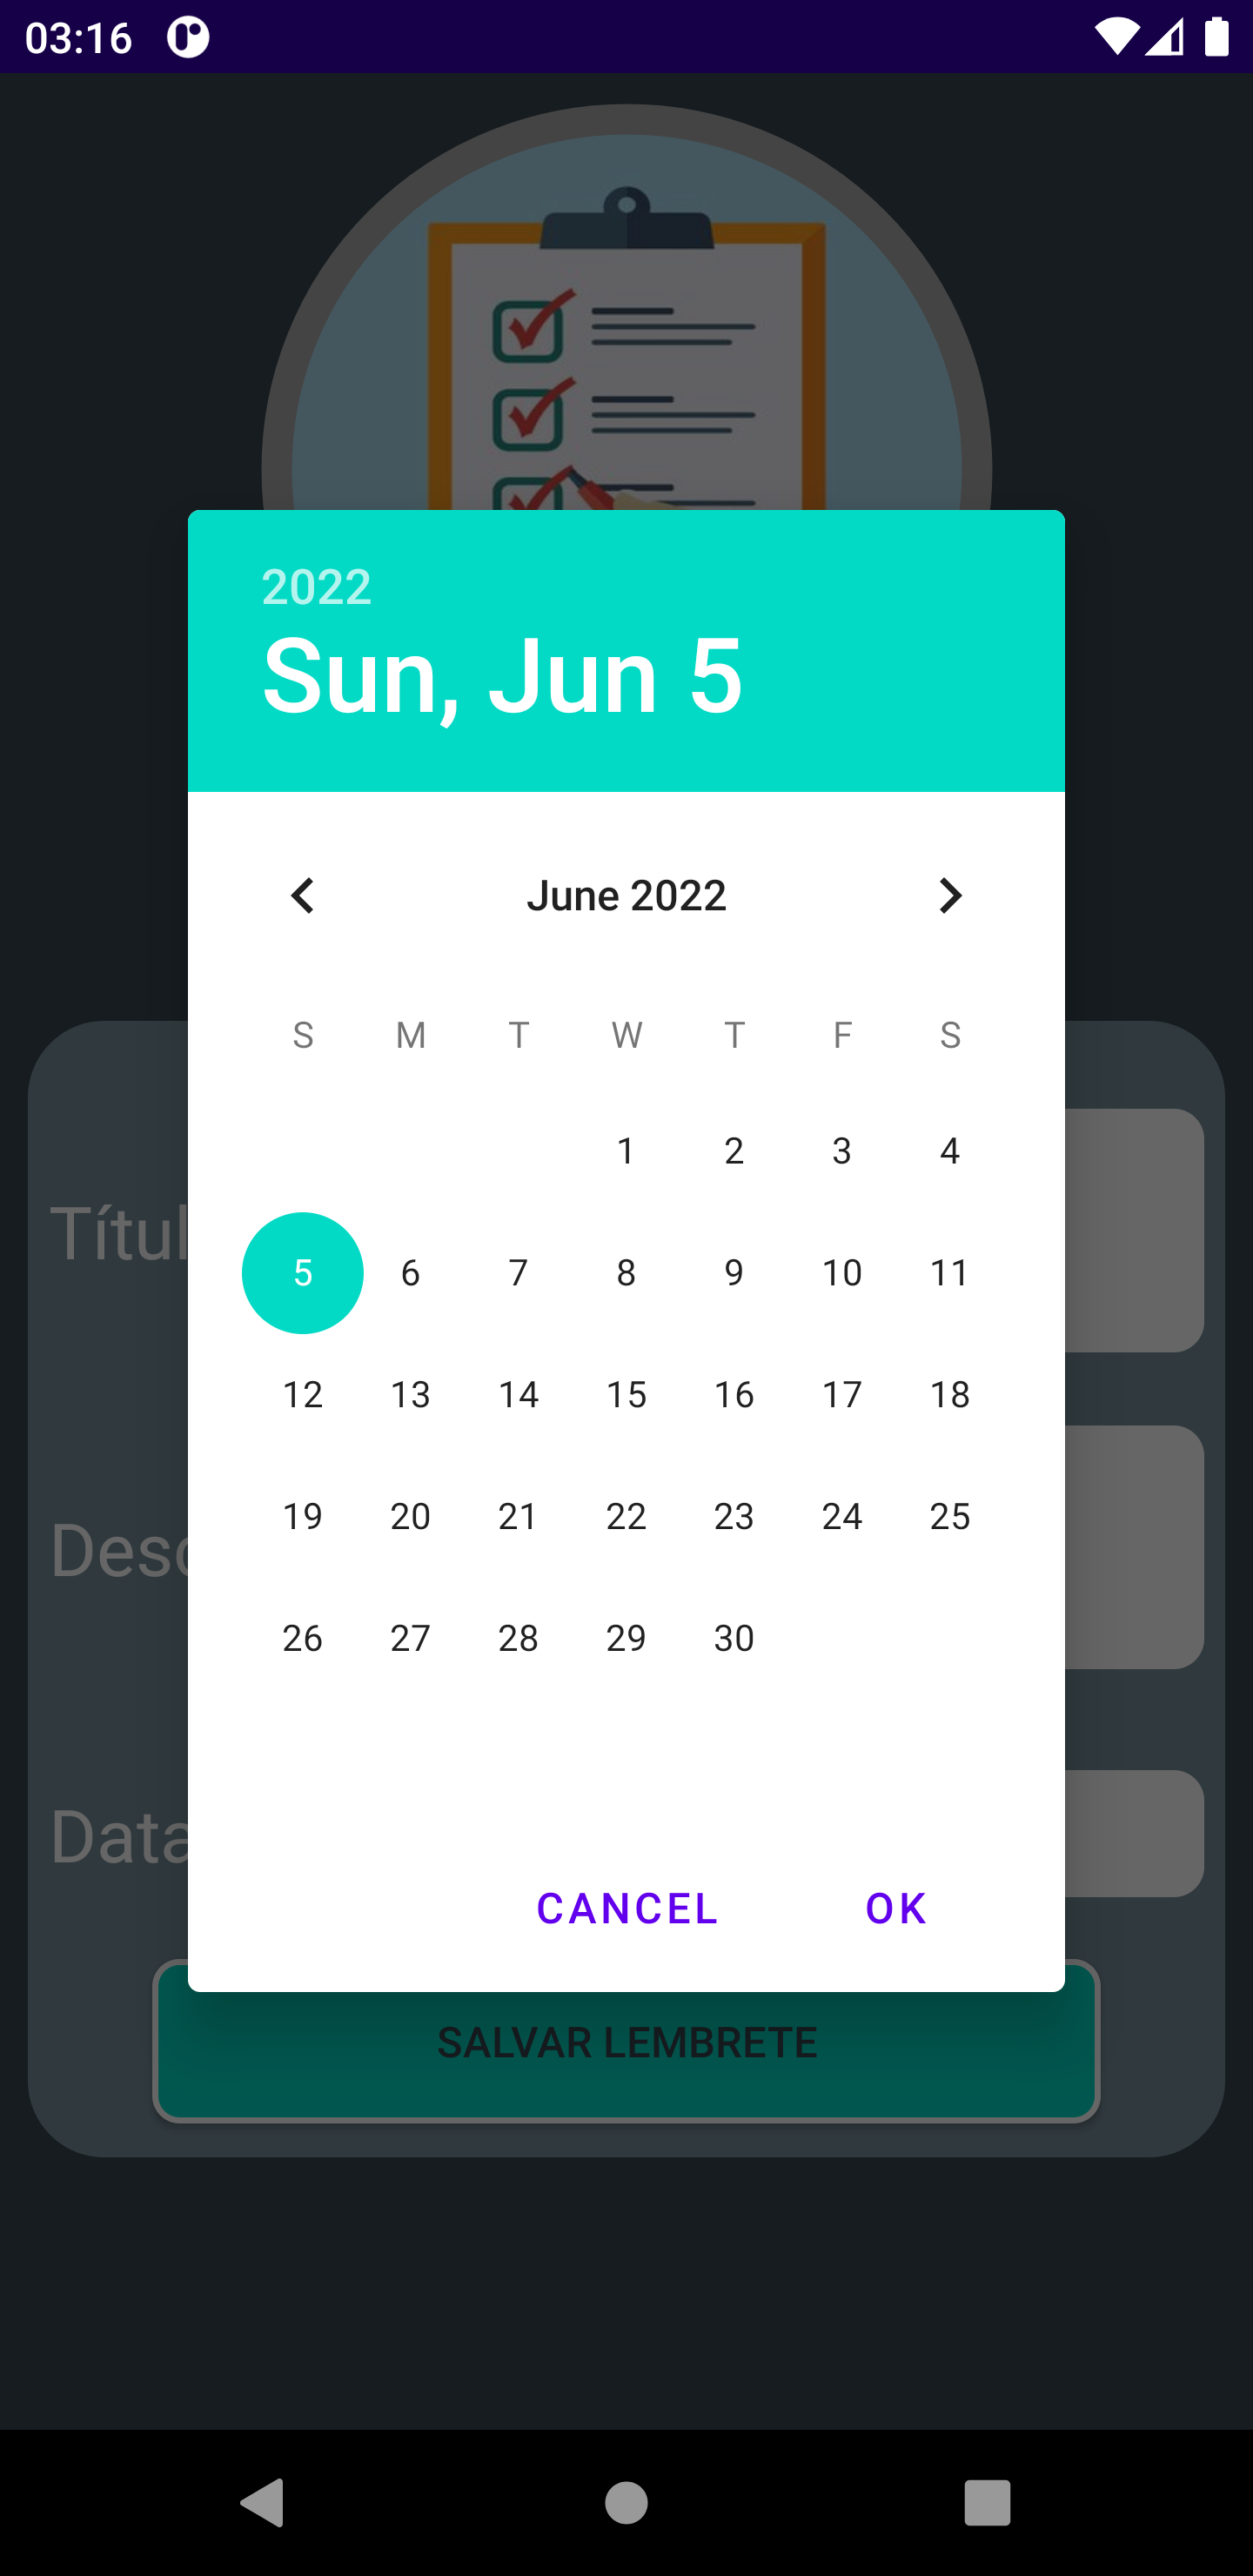 03:16
2022
Sun, Jun 5
June 2022
S M T W T F S
1 2 3 4
5 6 7 8 9 10 11
12 13 14 15 16 17 18
19 20 21 22 23 24 25
26 27 28 29 30
Títul
Desc
Data
CANCEL OK
SALVAR LEMBRETE